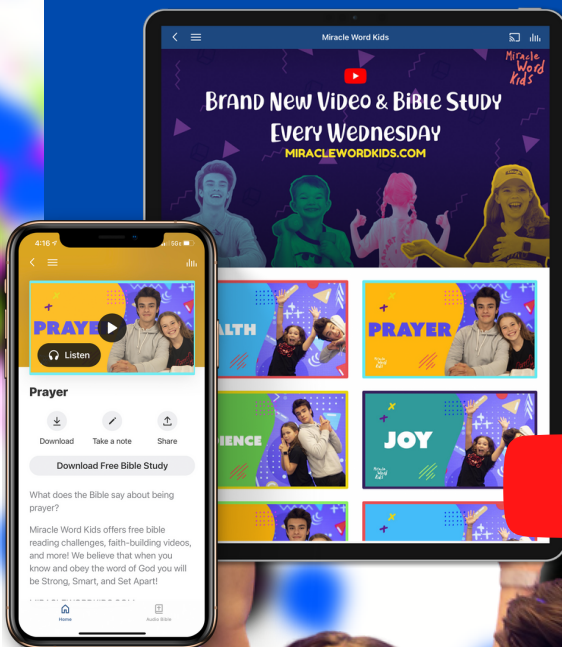 Miracle Word Kids
Miracle
Word
Kids
BRAND NEW VIDEO & BIBLE STUDY
EVERY WEDNESDAY
MIRACLEWORDKIDS.COM
ALTH
PRAYER
IENCE
JOY
4:16
5G
PRAYE
Listen
Prayer
Download
Take a note
Share
Download Free Bible Study
What does the Bible say about being
prayer?
Miracle Word Kids offers free bible
reading challenges, faith-building videos,
and more! We believe that when you
know and obey the word of God you will
be Strong, Smart, and Set Apart!
Home
Audio Bible